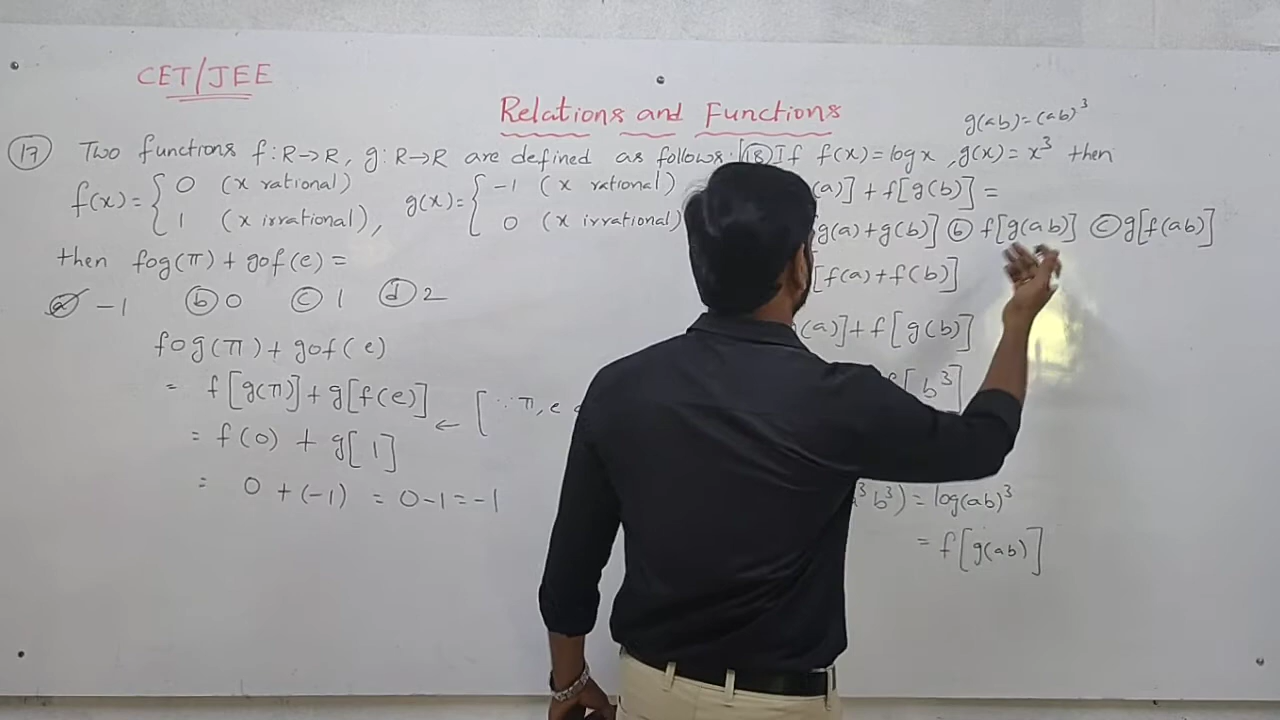 CET/JEE
Relations and Functions
17 Two functions f:R→R, g:R→R are defined as follows:
f(x)={ 0 (x rational)
1 (x irrational),
g(x)={ -1 (x rational)
0 (x irrational)
then fog(π)+gof(e)=
a -1 b 0 c 1 d 2
fog(π)+gof(e)
= f[g(π)]+g[f(e)] ← [∵π,e
= f(0) + g[1]
= 0 +(-1) = 0-1=-1
g(ab)=(ab)³
18 If f(x)=logx, g(x)=x³ then
(a)]+f[g(b)]=
g(a)+g(b)] b f[g(ab)] c g[f(ab)]
[f(a)+f(b)]
(a)]+f[g(b)]
[b³]
³b³)=log(ab)³
= f[g(ab)]